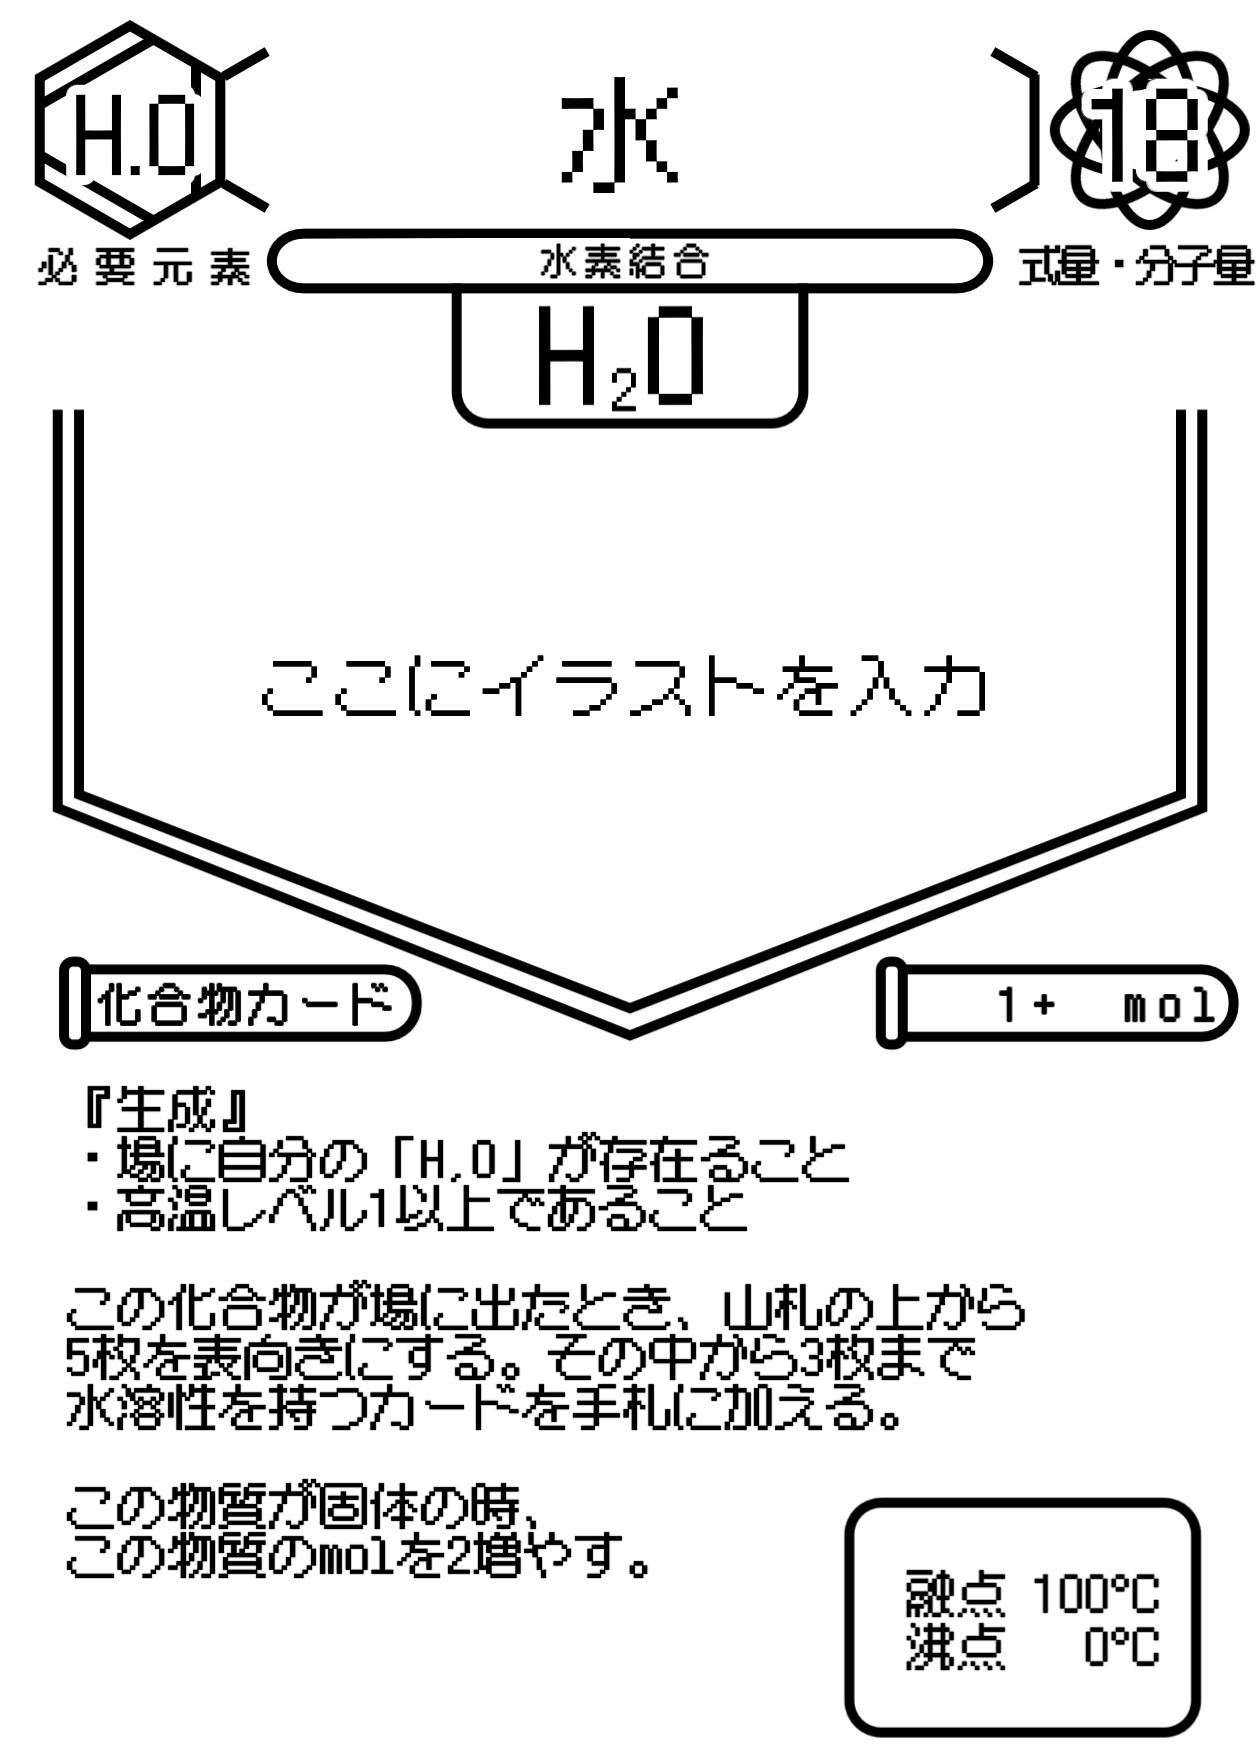 H.O
水
18
必要元素
水素結合
式量・分子量
H₂O
ここにイラストを入力
化合物カード
1+ mol
『生成』
・場に自分の「H,O」が存在ること
・高温レベル1以上であること
この化合物が場に出たとき、山札の上から
5枚を表向きにする。その中から3枚まで
水溶性を持つカードを手札に加える。
この物質が固体の時、
この物質のmolを2増やす。
融点 100℃
沸点 0℃